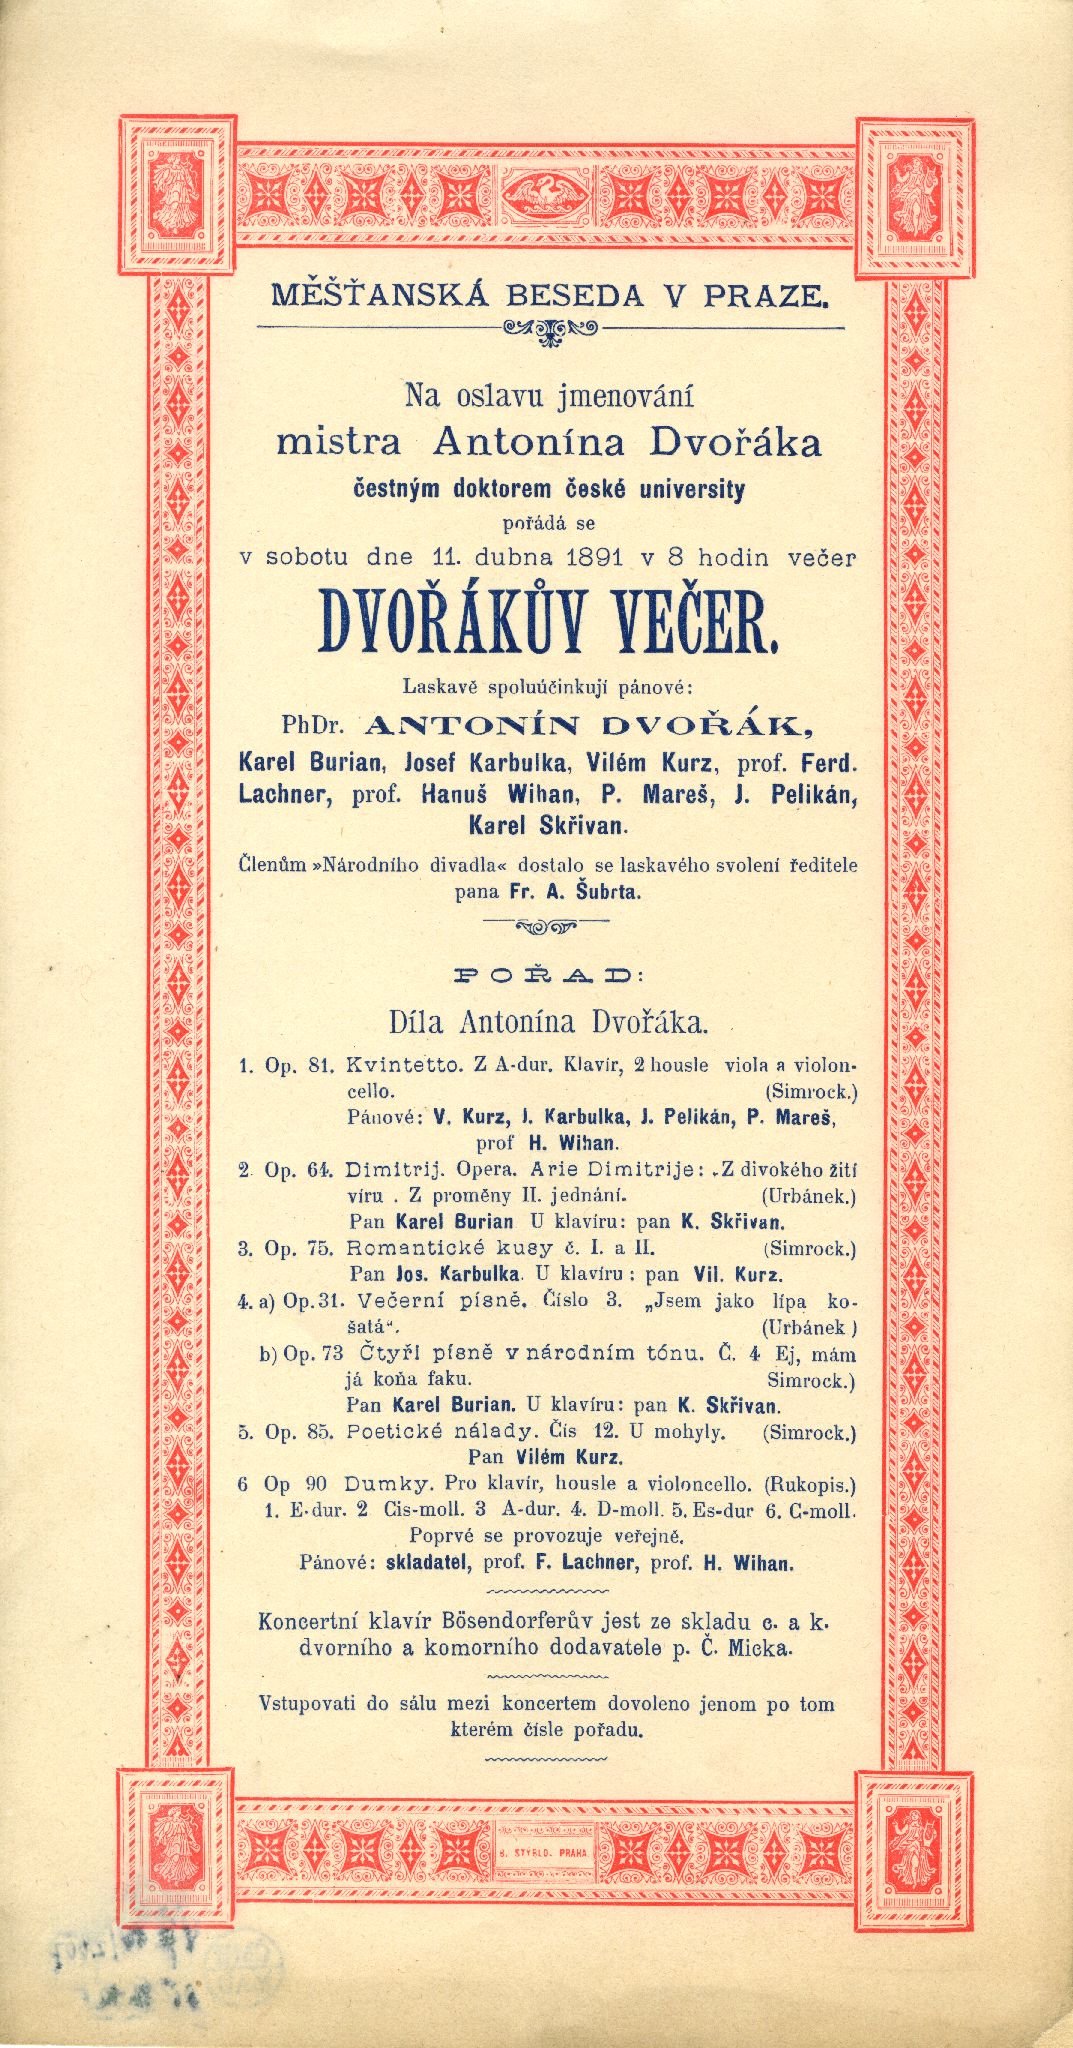 MĚŠŤANSKÁ BESEDA V PRAZE.
Na oslavu jmenování
mistra Antonína Dvořáka
čestným doktorem české university
pořádá se
v sobotu dne 11. dubna 1891 v 8 hodin večer
DVOŘÁKŮV VEČER.
Laskavě spoluúčinkují pánové:
PhDr. ANTONÍN DVOŘÁK,
Karel Burian, Josef Karbulka, Vilém Kurz, prof. Ferd.
Lachner, prof. Hanuš Wihan, P. Mareš, J. Pelikán,
Karel Skřivan.
Členům »Národního divadla« dostalo se laskavého svolení ředitele
pana Fr. A. Šubrta.
POŘAD:
Díla Antonína Dvořáka.
1. Op. 81. Kvintetto. Z A-dur. Klavír, 2 housle viola a violon-
cello. (Simrock.)
Pánové: V. Kurz, J. Karbulka, J. Pelikán, P. Mareš,
prof H. Wihan.
2. Op. 64. Dimitrij. Opera. Arie Dimitrije: „Z divokého žití
víru . Z proměny II. jednání. (Urbánek.)
Pan Karel Burian U klavíru: pan K. Skřivan.
3. Op. 75. Romantické kusy č. I. a II. (Simrock.)
Pan Jos. Karbulka. U klavíru: pan Vil. Kurz.
4. a) Op. 31. Večerní písně. Číslo 3. „Jsem jako lípa ko-
šatá“. (Urbánek )
b) Op. 73 Čtyři písně v národním tónu. Č. 4 Ej, mám
já koňa faku. Simrock.)
Pan Karel Burian. U klavíru: pan K. Skřivan.
5. Op. 85. Poetické nálady. Čís 12. U mohyly. (Simrock.)
Pan Vilém Kurz.
6 Op 90 Dumky. Pro klavír, housle a violoncello. (Rukopis.)
1. E-dur. 2 Cis-moll. 3 A-dur. 4. D-moll. 5. Es-dur 6. C-moll.
Poprvé se provozuje veřejně.
Pánové: skladatel, prof. F. Lachner, prof. H. Wihan.
Koncertní klavír Bösendorferův jest ze skladu c. a k.
dvorního a komorního dodavatele p. Č. Micka.
Vstupovati do sálu mezi koncertem dovoleno jenom po tom
kterém čísle pořadu.
B. STÝBLO. PRAHA.